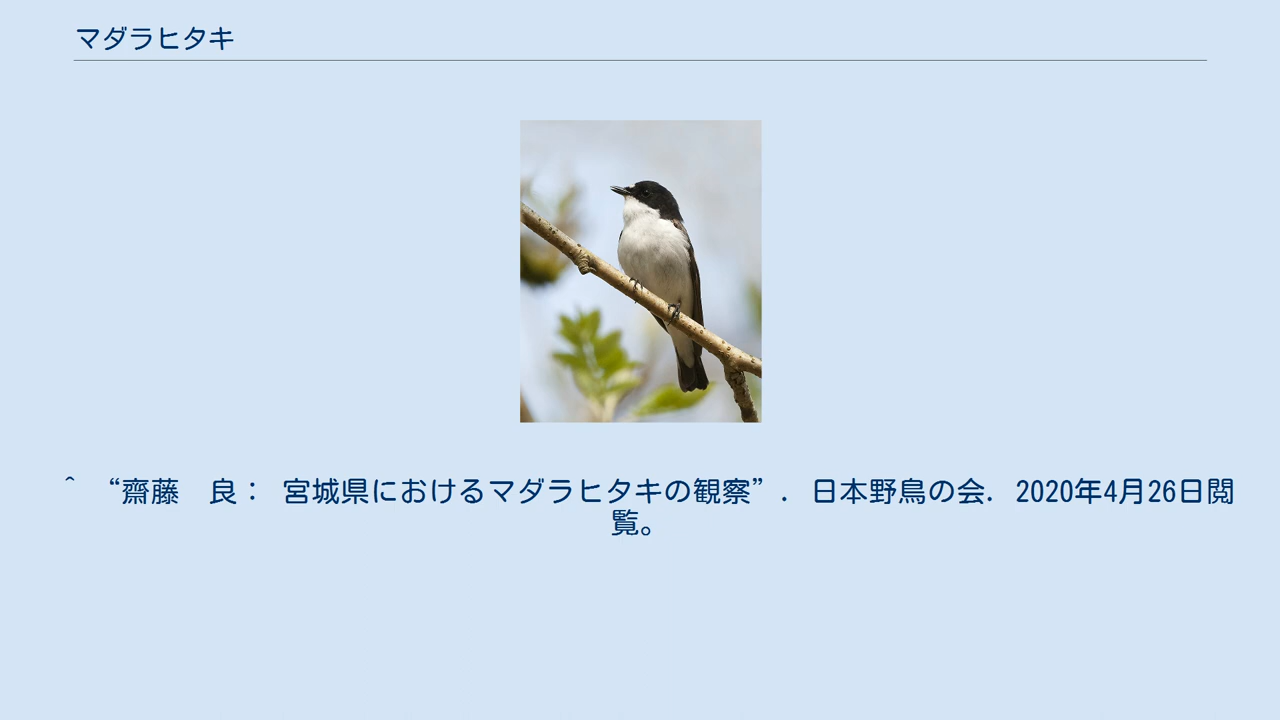 マダラヒタキ
^ “齋藤　良： 宮城県におけるマダラヒタキの観察”. 日本野鳥の会. 2020年4月26日閲
覧。